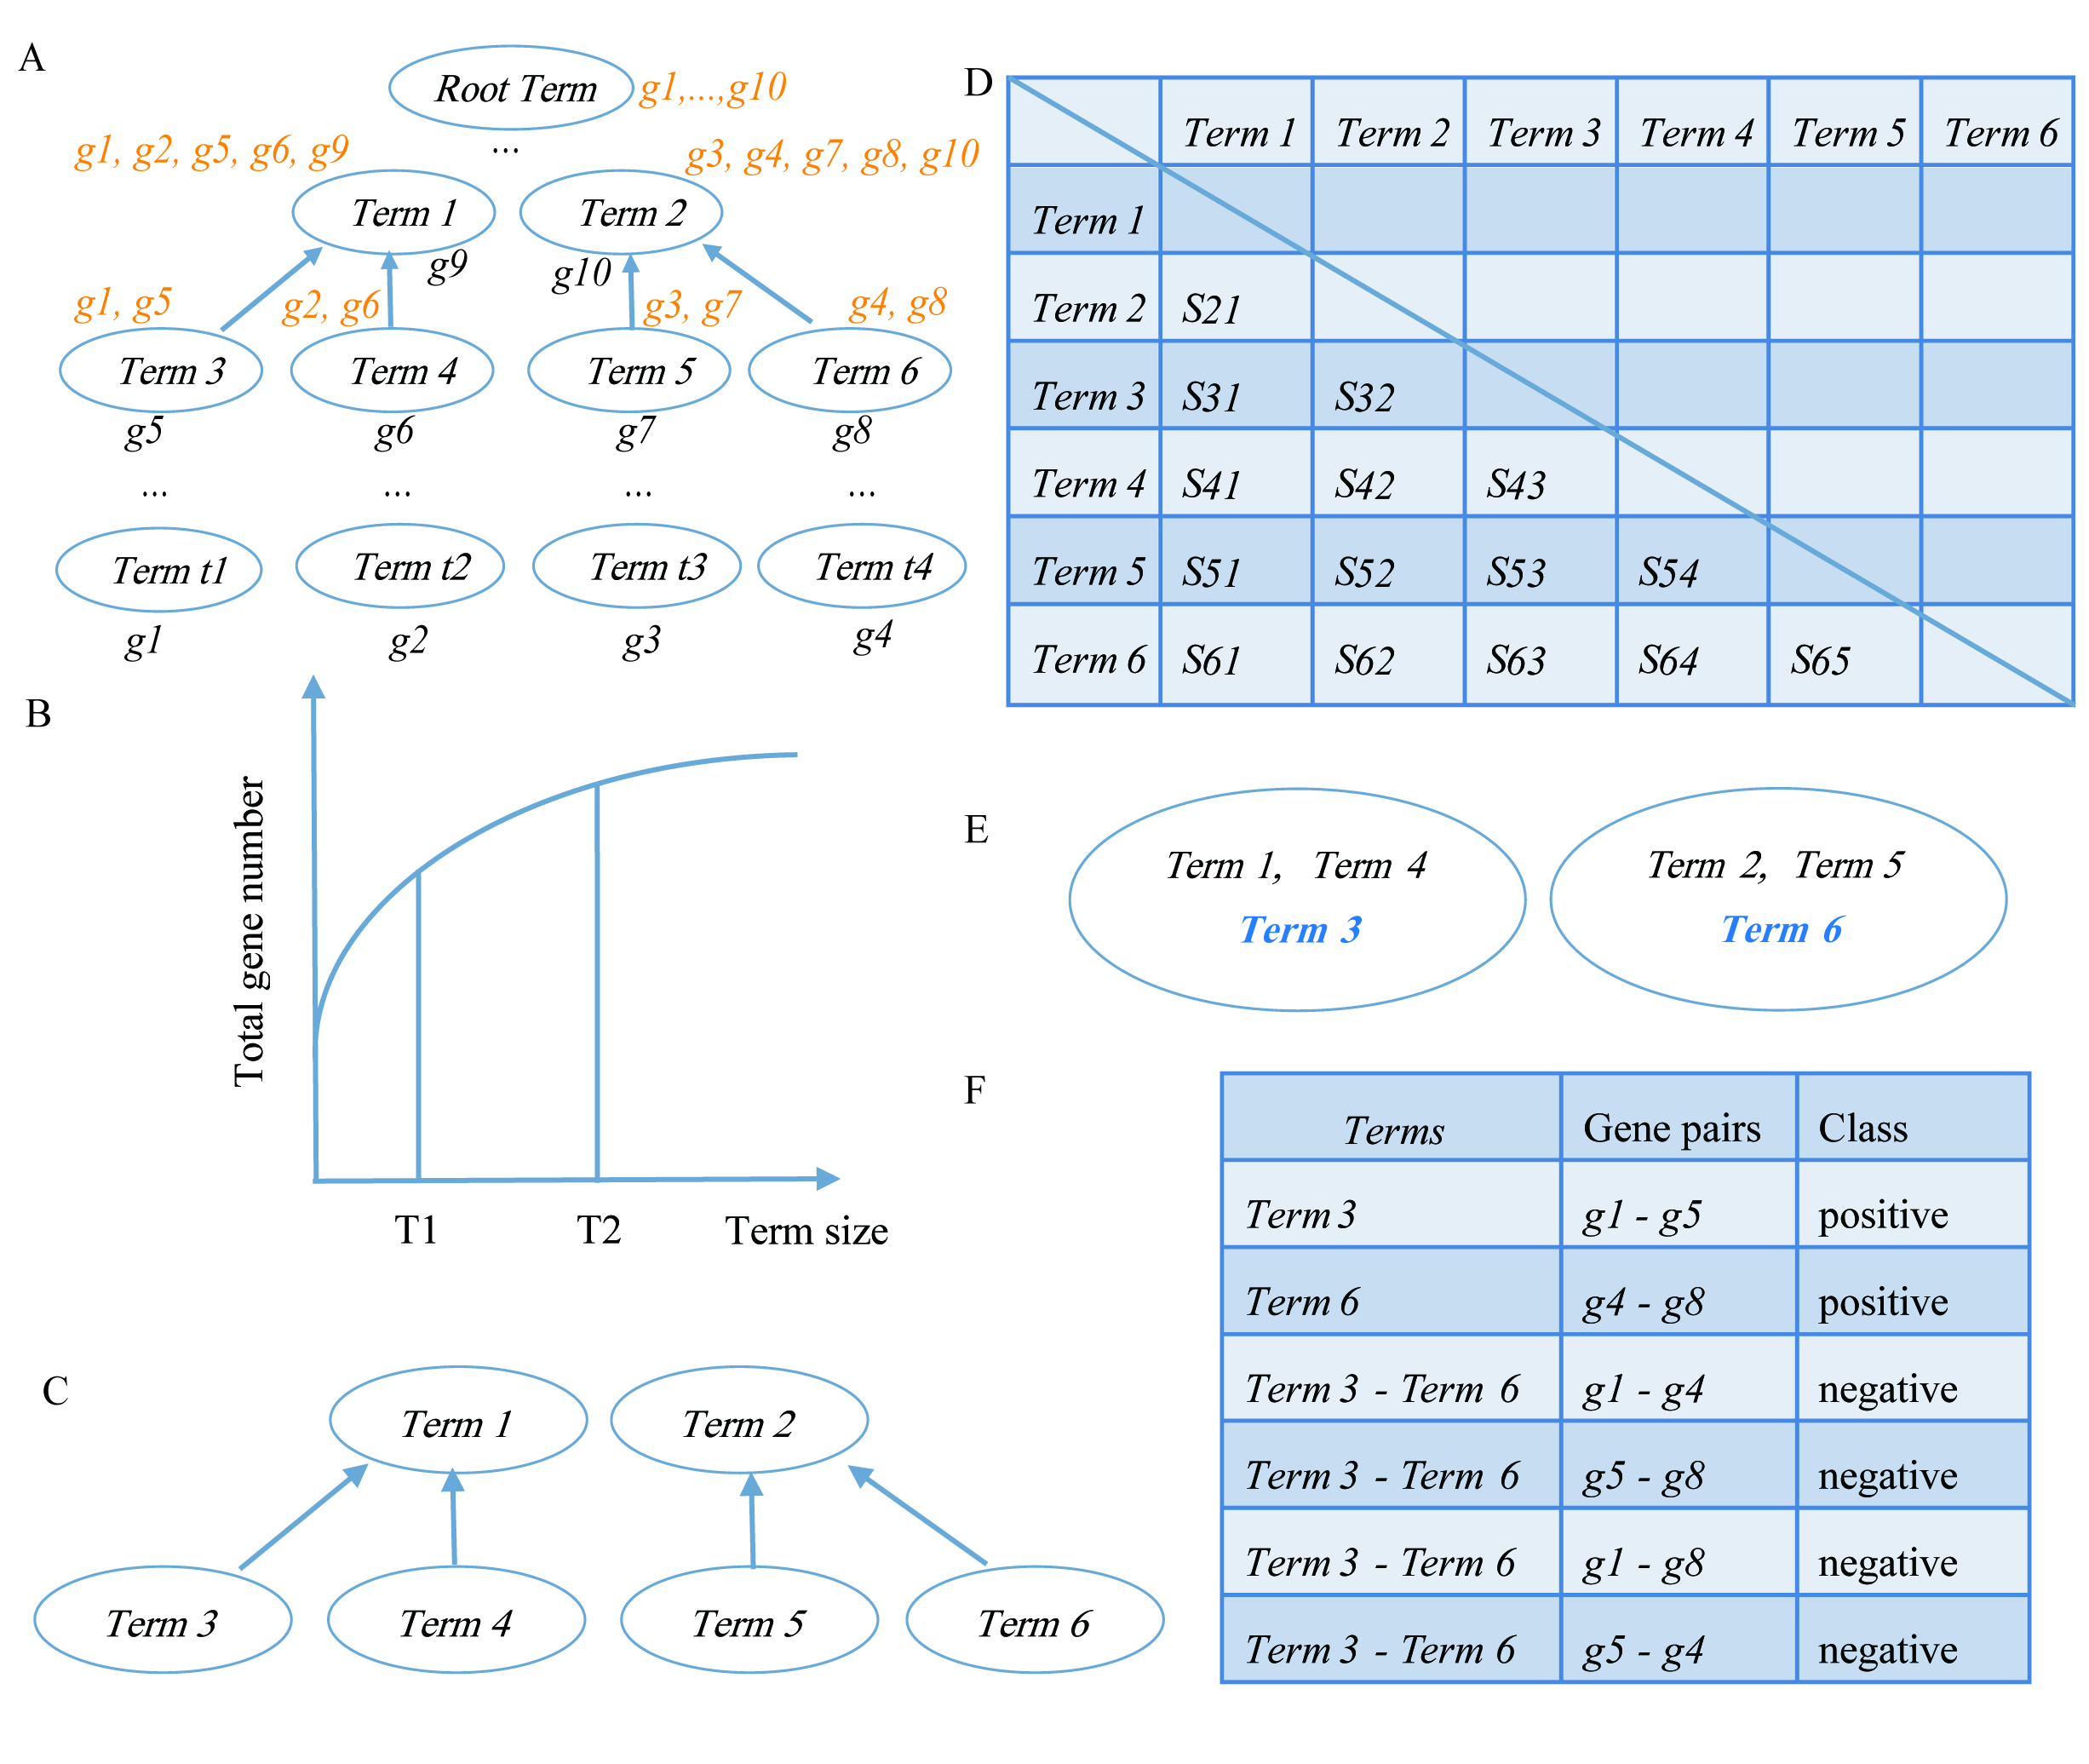 A
Root Term
g1,...,g10
...
g1, g2, g5, g6, g9
g3, g4, g7, g8, g10
Term 1
Term 2
g9
g10
g1, g5
g2, g6
g3, g7
g4, g8
Term 3
Term 4
Term 5
Term 6
g5
g6
g7
g8
...
...
...
...
Term t1
Term t2
Term t3
Term t4
g1
g2
g3
g4
B
Total gene number
T1
T2
Term size
C
Term 1
Term 2
Term 3
Term 4
Term 5
Term 6
D
Term 1 Term 2 Term 3 Term 4 Term 5 Term 6
Term 1
Term 2 S21
Term 3 S31 S32
Term 4 S41 S42 S43
Term 5 S51 S52 S53 S54
Term 6 S61 S62 S63 S64 S65
E
Term 1, Term 4
Term 3
Term 2, Term 5
Term 6
F
Terms Gene pairs Class
Term 3 g1 - g5 positive
Term 6 g4 - g8 positive
Term 3 - Term 6 g1 - g4 negative
Term 3 - Term 6 g5 - g8 negative
Term 3 - Term 6 g1 - g8 negative
Term 3 - Term 6 g5 - g4 negative